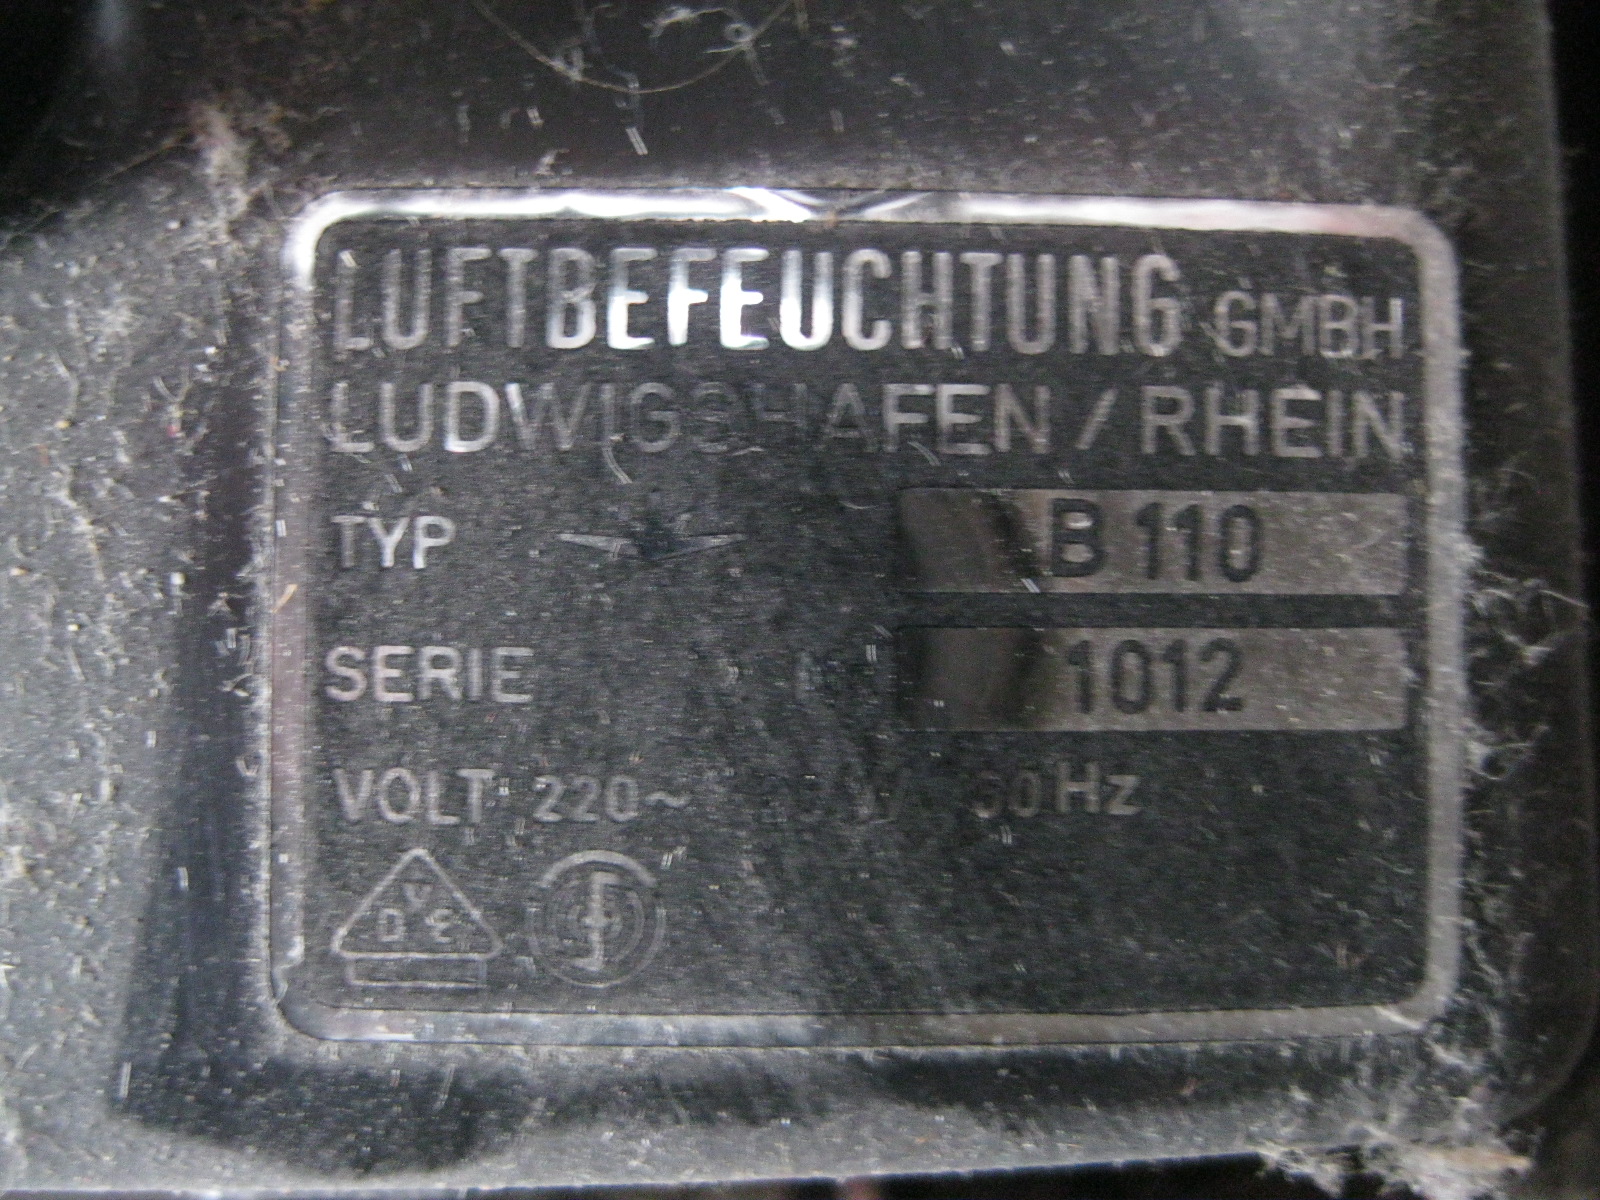 LUFTBEFEUCHTUNG GMBH
LUDWIGSHAFEN / RHEIN
TYP B 110
SERIE 1012
VOLT 220~ Hz
V
D E